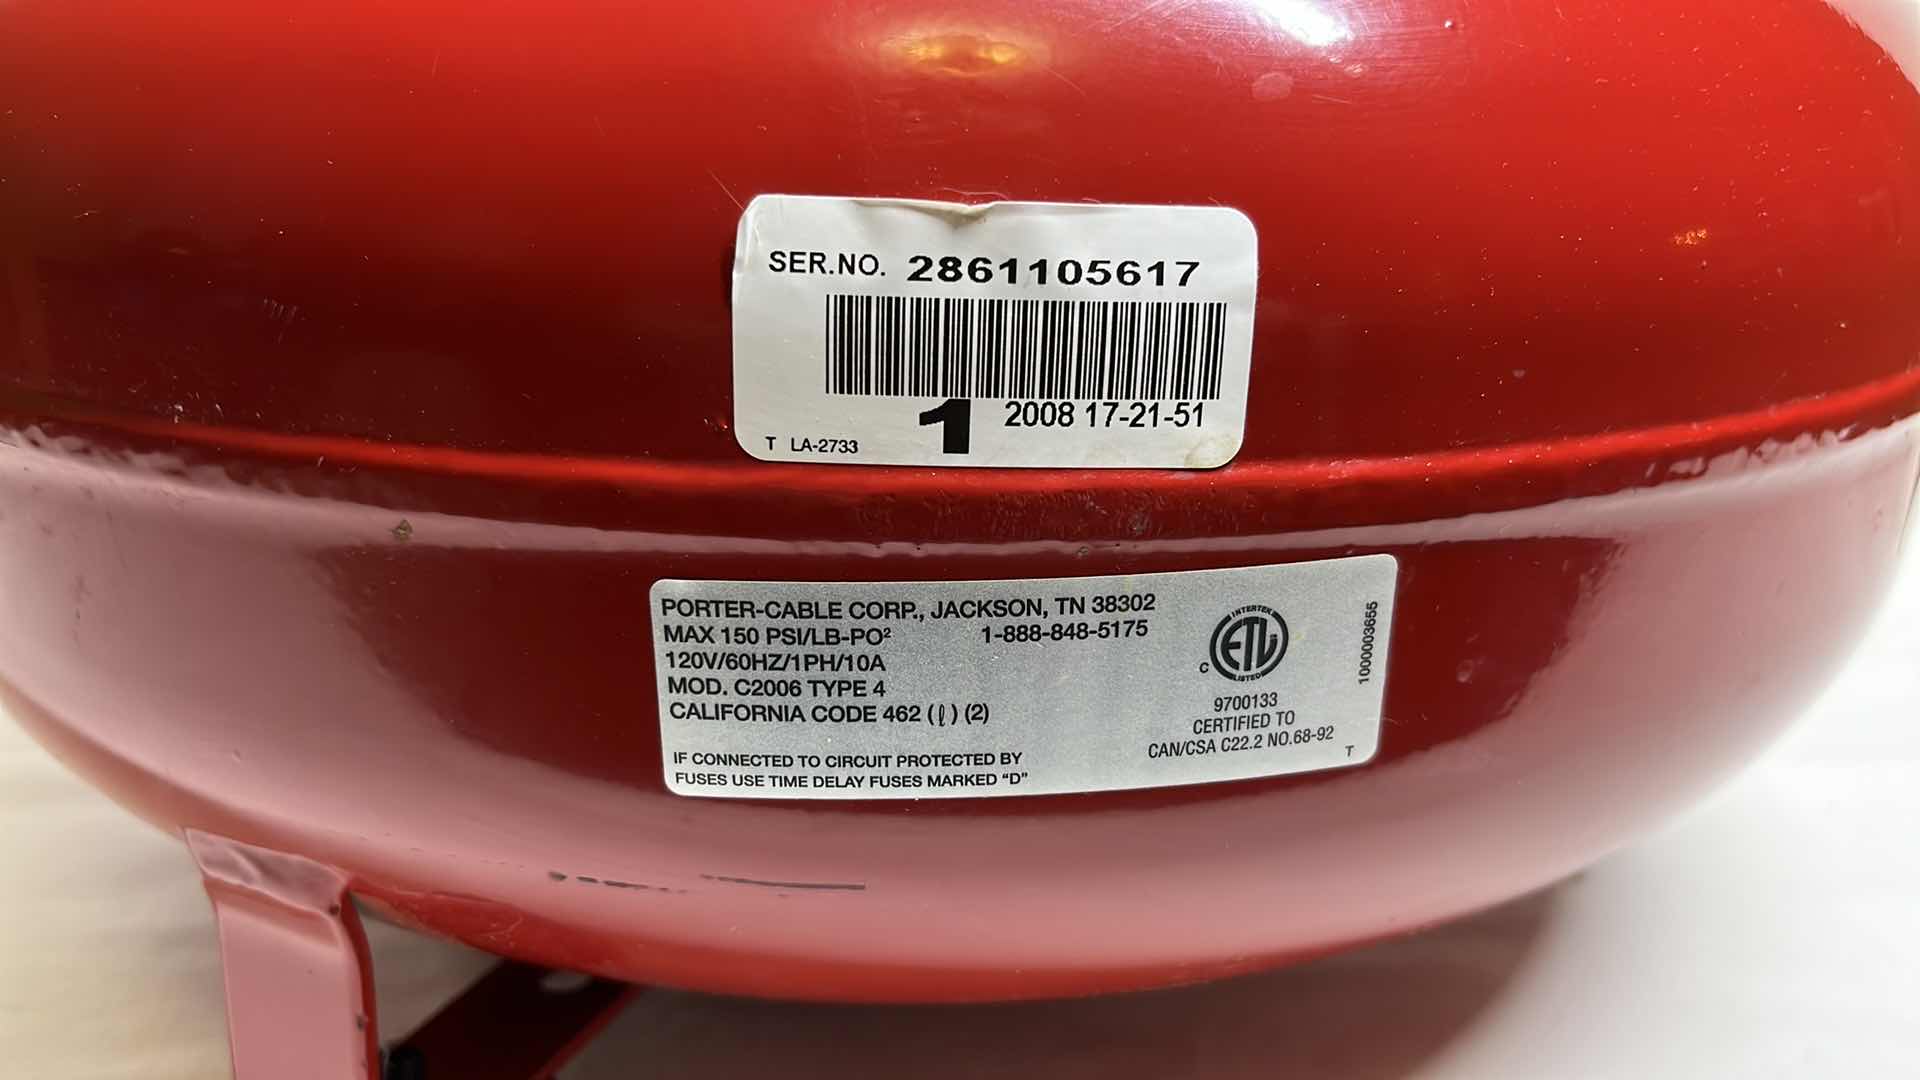 SER.NO. 2861105617
1 2008 17-21-51
T LA-2733
PORTER-CABLE CORP., JACKSON, TN 38302
MAX 150 PSI/LB-PO² 1-888-848-5175
120V/60HZ/1PH/10A
MOD. C2006 TYPE 4
CALIFORNIA CODE 462 (ℓ) (2)
IF CONNECTED TO CIRCUIT PROTECTED BY
FUSES USE TIME DELAY FUSES MARKED “D”
INTERTEK
ETL
LISTED
C
9700133
CERTIFIED TO
CAN/CSA C22.2 NO.68-92
T
1000003655